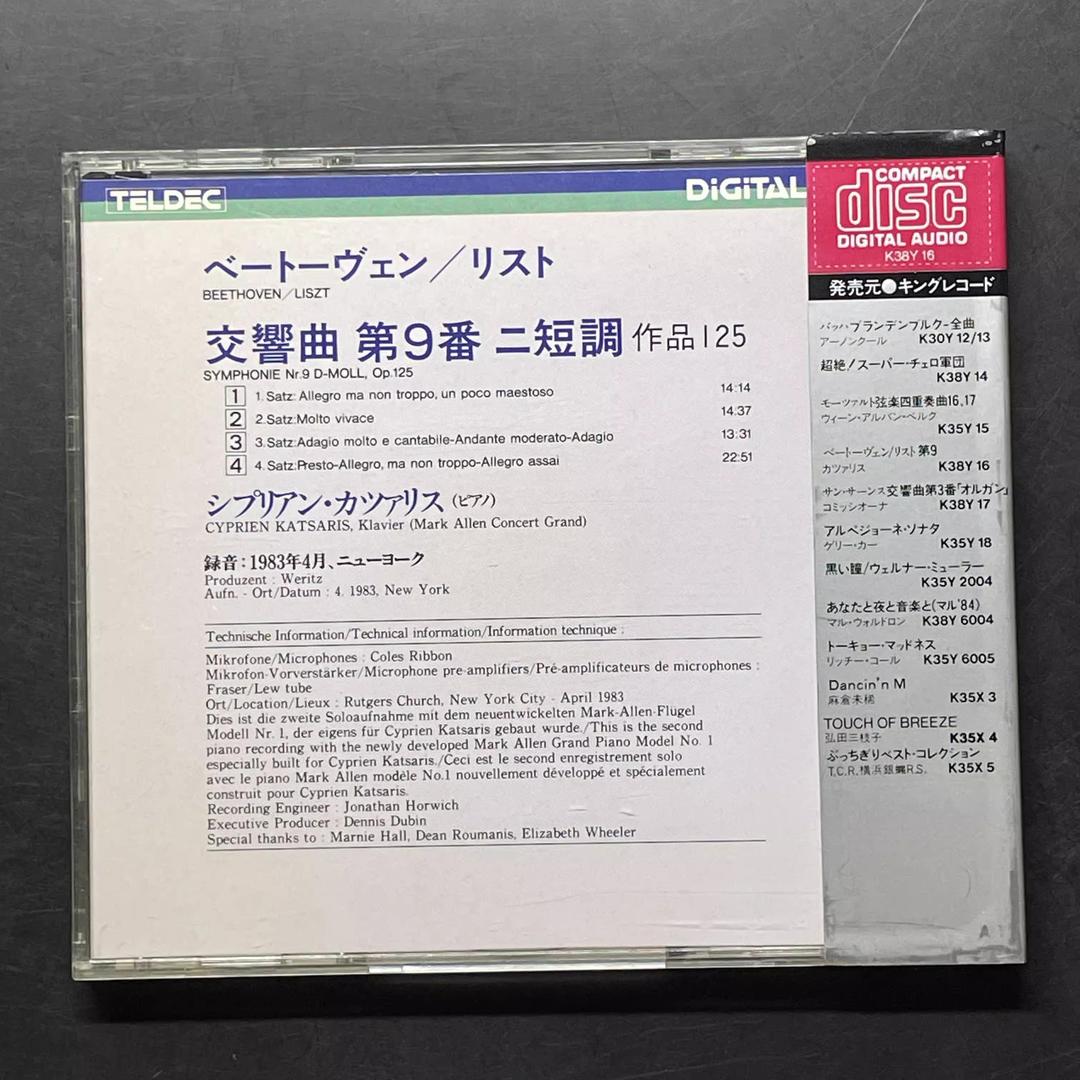 TELDEC
DiGiTAL
ベートーヴェン／リスト
BEETHOVEN／LISZT
交響曲 第9番 ニ短調 作品125
SYMPHONIE Nr.9 D-MOLL, Op.125
1 1. Satz: Allegro ma non troppo, un poco maestoso 14:14
2 2. Satz: Molto vivace 14:37
3 3. Satz: Adagio molto e cantabile-Andante moderato-Adagio 13:31
4 4. Satz: Presto-Allegro, ma non troppo-Allegro assai 22:51
シプリアン・カツァリス（ピアノ）
CYPRIEN KATSARIS, Klavier (Mark Allen Concert Grand)
録音：1983年4月、ニューヨーク
Produzent : Weritz
Aufn. - Ort/Datum : 4. 1983, New York
Technische Information/Technical information/Information technique :
Mikrofone/Microphones : Coles Ribbon
Mikrofon-Vorverstärker/Microphone pre-amplifiers/Pré-amplificateurs de microphones :
Fraser/Lew tube
Ort/Location/Lieux : Rutgers Church, New York City - April 1983
Dies ist die zweite Soloaufnahme mit dem neuentwickelten Mark-Allen-Flügel
Modell Nr. 1, der eigens für Cyprien Katsaris gebaut wurde./This is the second
piano recording with the newly developed Mark Allen Grand Piano Model No. 1
especially built for Cyprien Katsaris./Ceci est le second enregistrement solo
avec le piano Mark Allen modèle No.1 nouvellement développé et spécialement
construit pour Cyprien Katsaris.
Recording Engineer : Jonathan Horwich
Executive Producer : Dennis Dubin
Special thanks to : Marnie Hall, Dean Roumanis, Elizabeth Wheeler
COMPACT
disc
DIGITAL AUDIO
K38Y 16
発売元●キングレコード
バッハ ブランデンブルク-全曲
アーノンクール K30Y 12/13
超絶！スーパー・チェロ軍団
K38Y 14
モーツァルト弦楽四重奏曲16、17
ウィーン・アルバン・ベルク
K35Y 15
ベートーヴェン/リスト 第9
カツァリス K38Y 16
サン・サーンス 交響曲第3番「オルガン」
コミッシオーナ K38Y 17
アルペジョーネ・ソナタ
ゲリー・カー K35Y 18
黒い瞳/ウェルナー・ミューラー
K35Y 2004
あなたと夜と音楽と(マル'84)
マル・ウォルドロン K38Y 6004
トーキョー・マッドネス
リッチー・コール K35Y 6005
Dancin'n M
麻倉未稀 K35X 3
TOUCH OF BREEZE
弘田三枝子 K35X 4
ぶっちぎりベスト・コレクション
T.C.R.横浜銀蝿R.S. K35X 5
A